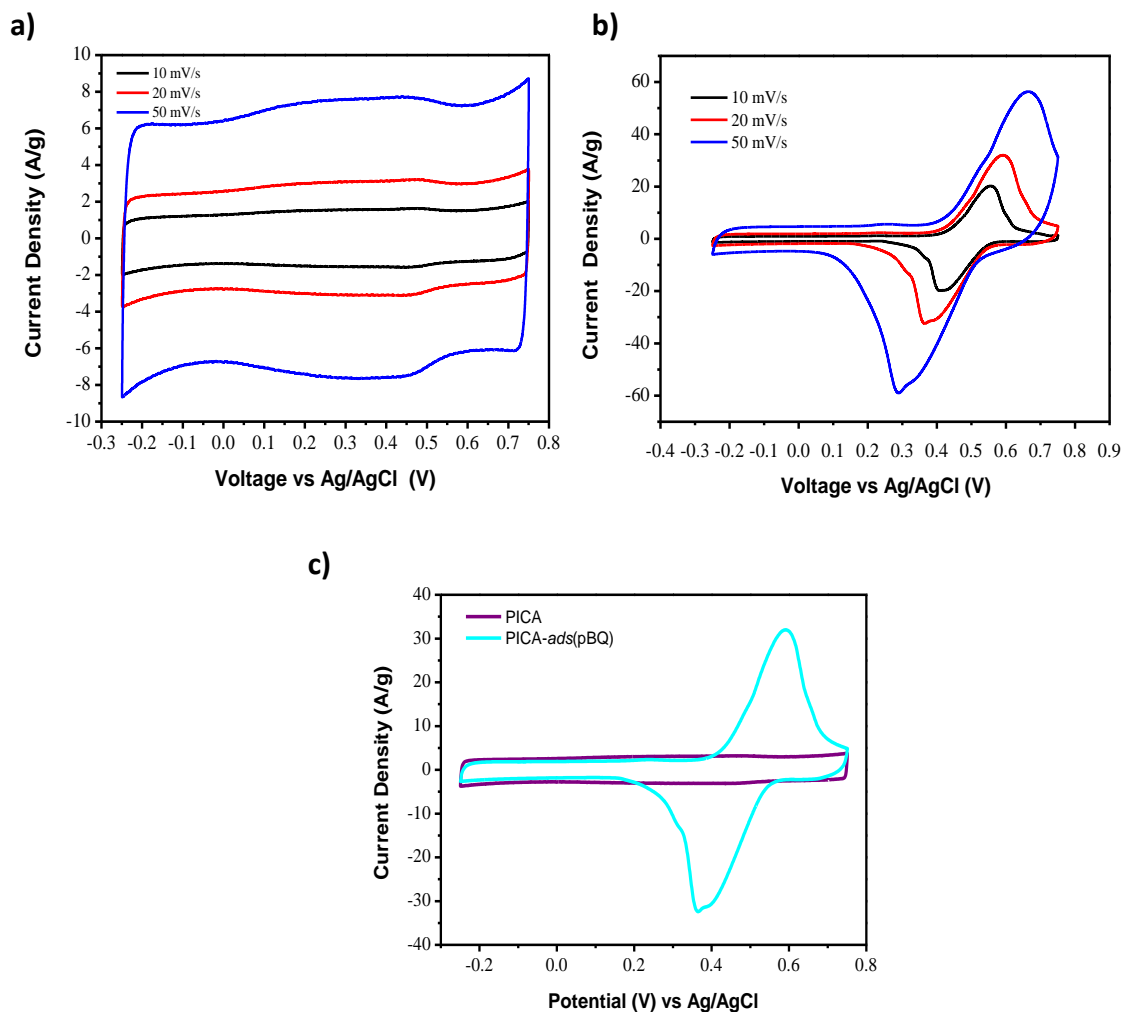 a)
10 mV/s
20 mV/s
50 mV/s
Current Density (A/g)
10
8
6
4
2
0
-2
-4
-6
-8
-10
-0.3 -0.2 -0.1 0.0 0.1 0.2 0.3 0.4 0.5 0.6 0.7 0.8
Voltage vs Ag/AgCl (V)
b)
10 mV/s
20 mV/s
50 mV/s
Current Density (A/g)
60
40
20
0
-20
-40
-60
-0.4 -0.3 -0.2 -0.1 0.0 0.1 0.2 0.3 0.4 0.5 0.6 0.7 0.8 0.9
Voltage vs Ag/AgCl (V)
c)
PICA
PICA-ads(pBQ)
Current Density (A/g)
40
30
20
10
0
-10
-20
-30
-40
-0.2 0.0 0.2 0.4 0.6 0.8
Potential (V) vs Ag/AgCl